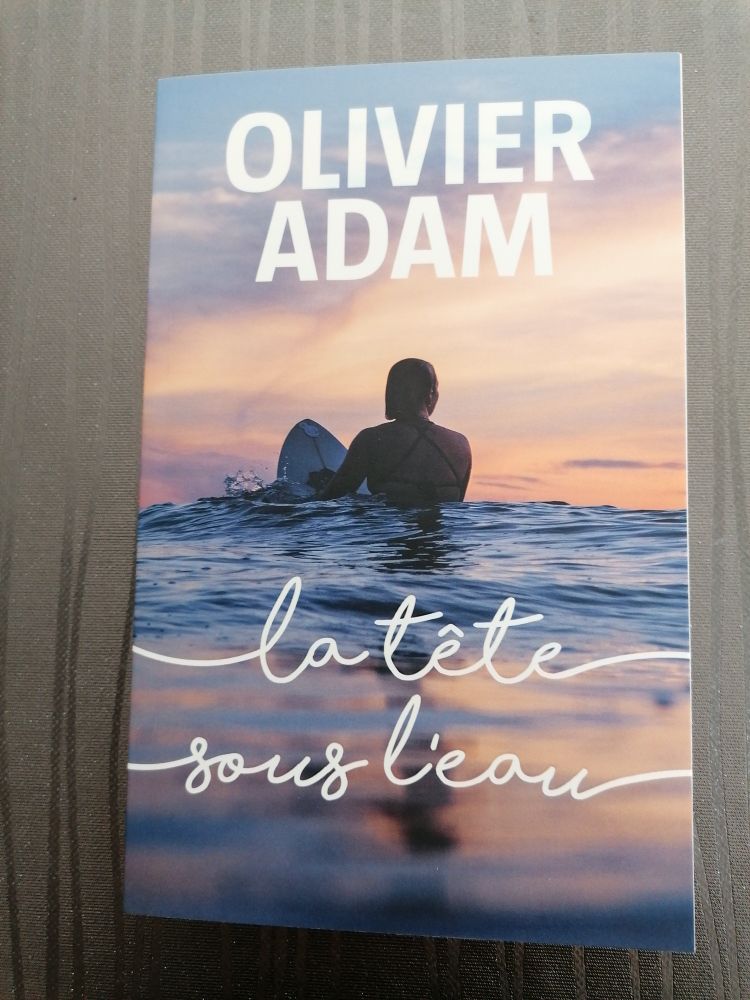 OLIVIER
ADAM
la tête
sous l'eau